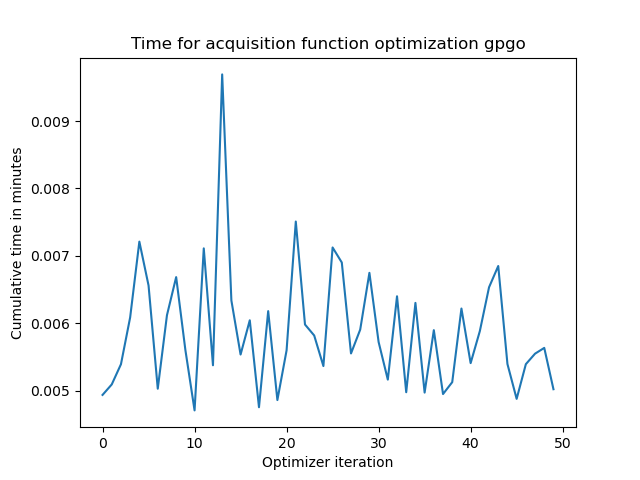 Time for acquisition function optimization gpgo
Cumulative time in minutes
0.009
0.008
0.007
0.006
0.005
0 10 20 30 40 50
Optimizer iteration